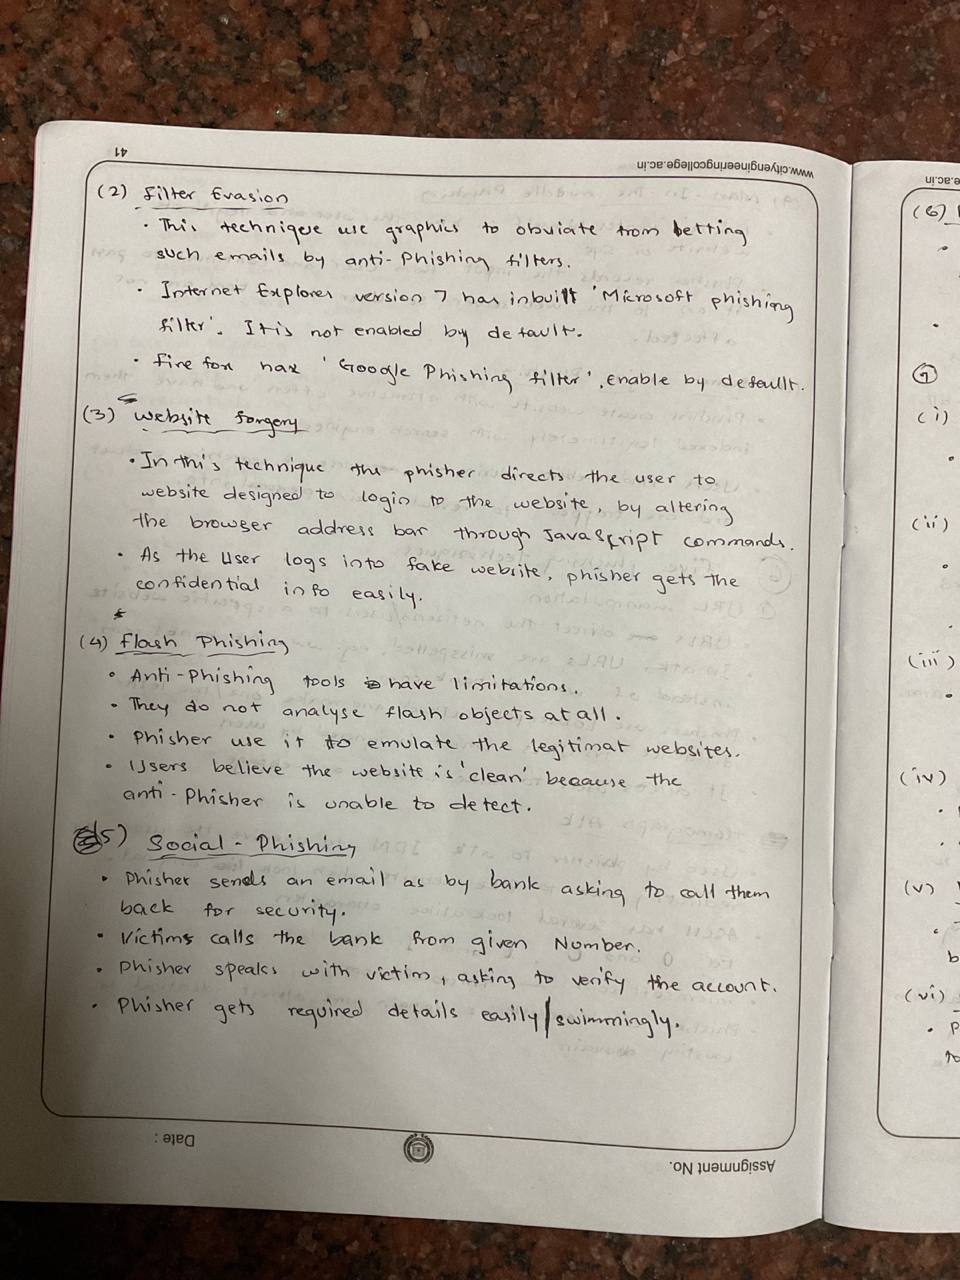 41
www.cityengineeringcollege.ac.in
(2) Filter Evasion
· This technique use graphics to obviate from betting
such emails by anti-Phishing filters.
· Internet Explorer version 7 has inbuilt 'Microsoft phishing
filter'. It is not enabled by default.
· Fire fox has 'Google Phishing filter', enable by default.
(3) Website forgery
· In this technique the phisher directs the user to
website designed to login to the website, by altering
the browser address bar through JavaScript commands.
· As the User logs into fake website, phisher gets the
confidential info easily.
(4) Flash Phishing
· Anti-Phishing tools have limitations.
· They do not analyse flash objects at all.
· Phisher use it to emulate the legitimat websites.
· Users believe the website is 'clean' because the
anti-Phisher is unable to detect.
5) Social-Phishing
· Phisher sends an email as by bank asking to call them
back for security.
· Victims calls the bank from given Number.
· Phisher speaks with victim, asking to verify the account.
· Phisher gets required details easily/swimmingly.
Assignment No.
Date :
ac.in
(6)
(7)
(i)
(ii)
(iii)
(iv)
(v)
b
(vi)
· P